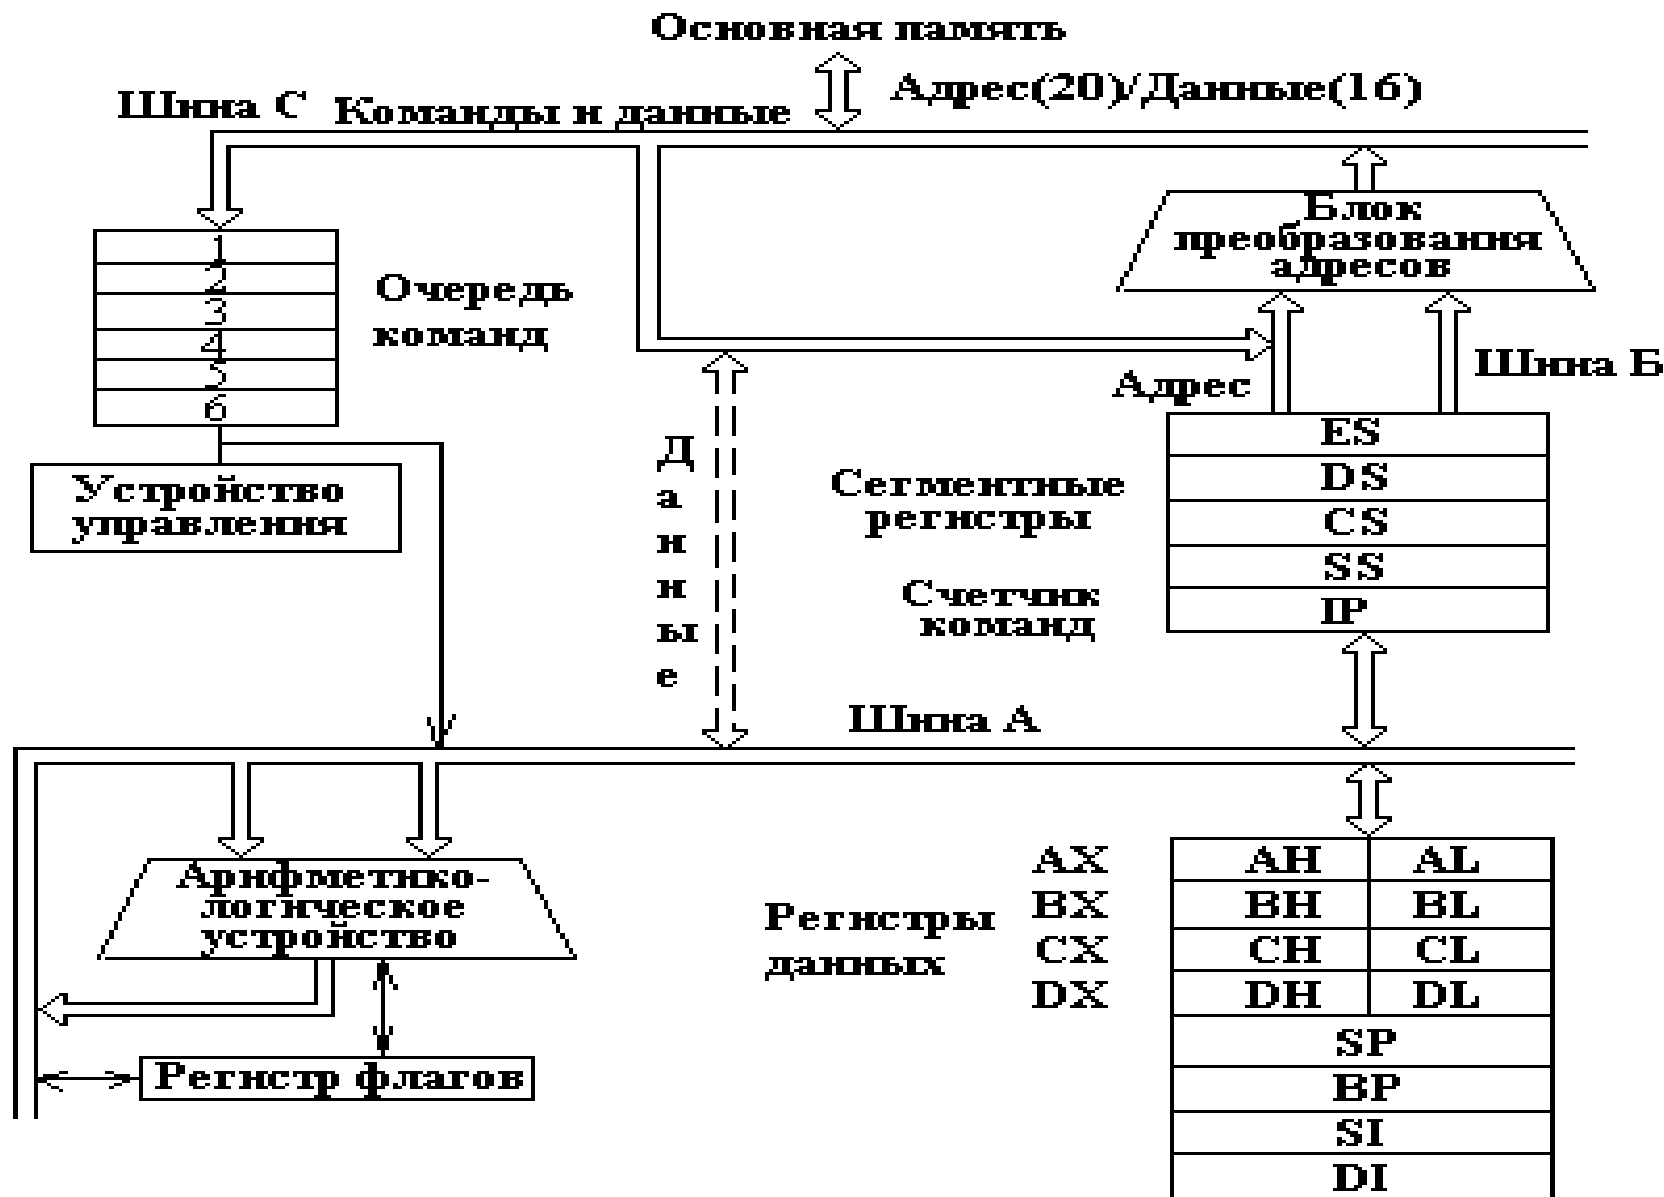 Основная память
Адрес(20)/Данные(16)
Шина С
Команды и данные
Блок
преобразования
адресов
1
2
3
4
5
6
Очередь
команд
Адрес
Шина Б
Устройство
управления
Данные
Сегментные
регистры
Счетчик
команд
ES
DS
CS
SS
IP
Шина А
Арифметико-
логическое
устройство
Регистр флагов
Регистры
данных
AX AH AL
BX BH BL
CX CH CL
DX DH DL
SP
BP
SI
DI